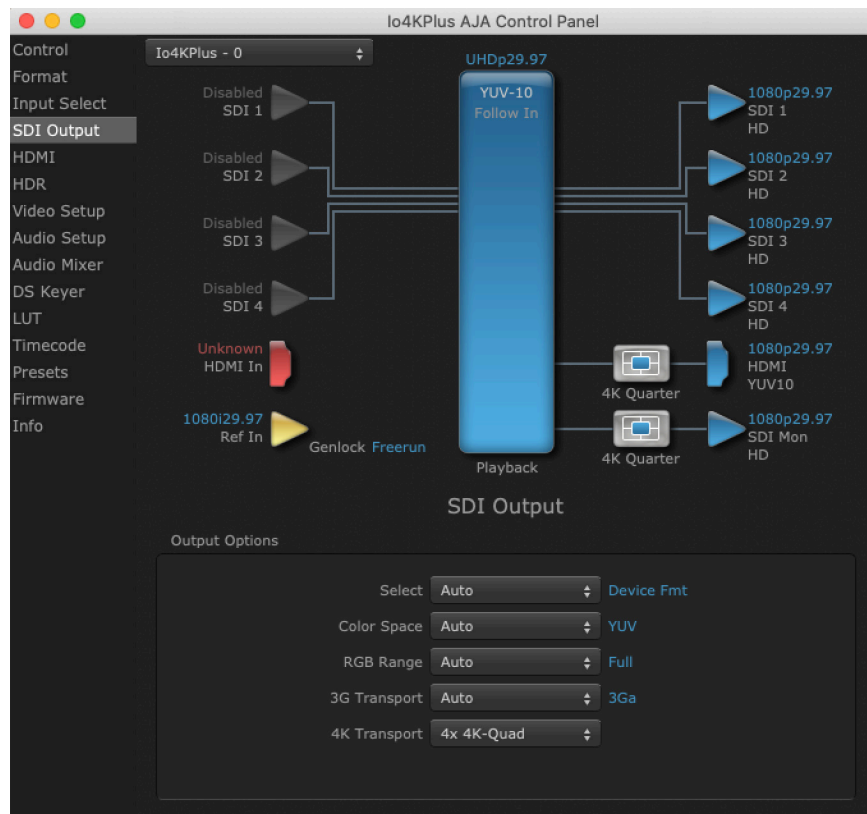 Io4KPlus AJA Control Panel
Control
Format
Input Select
SDI Output
HDMI
HDR
Video Setup
Audio Setup
Audio Mixer
DS Keyer
LUT
Timecode
Presets
Firmware
Info
Io4KPlus - 0
UHDp29.97
YUV-10
Follow In
Disabled
SDI 1
Disabled
SDI 2
Disabled
SDI 3
Disabled
SDI 4
Unknown
HDMI In
1080i29.97
Ref In
Genlock Freerun
Playback
1080p29.97
SDI 1
HD
1080p29.97
SDI 2
HD
1080p29.97
SDI 3
HD
1080p29.97
SDI 4
HD
4K Quarter
1080p29.97
HDMI
YUV10
4K Quarter
1080p29.97
SDI Mon
HD
SDI Output
Output Options
Select Auto Device Fmt
Color Space Auto YUV
RGB Range Auto Full
3G Transport Auto 3Ga
4K Transport 4x 4K-Quad